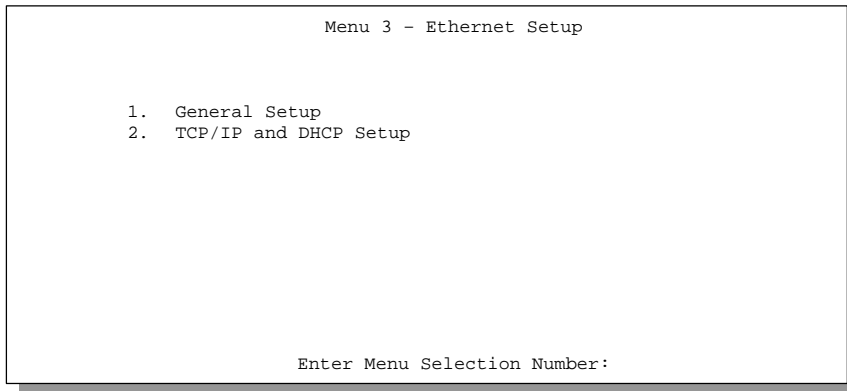 Menu 3 – Ethernet Setup
1. General Setup
2. TCP/IP and DHCP Setup
Enter Menu Selection Number: